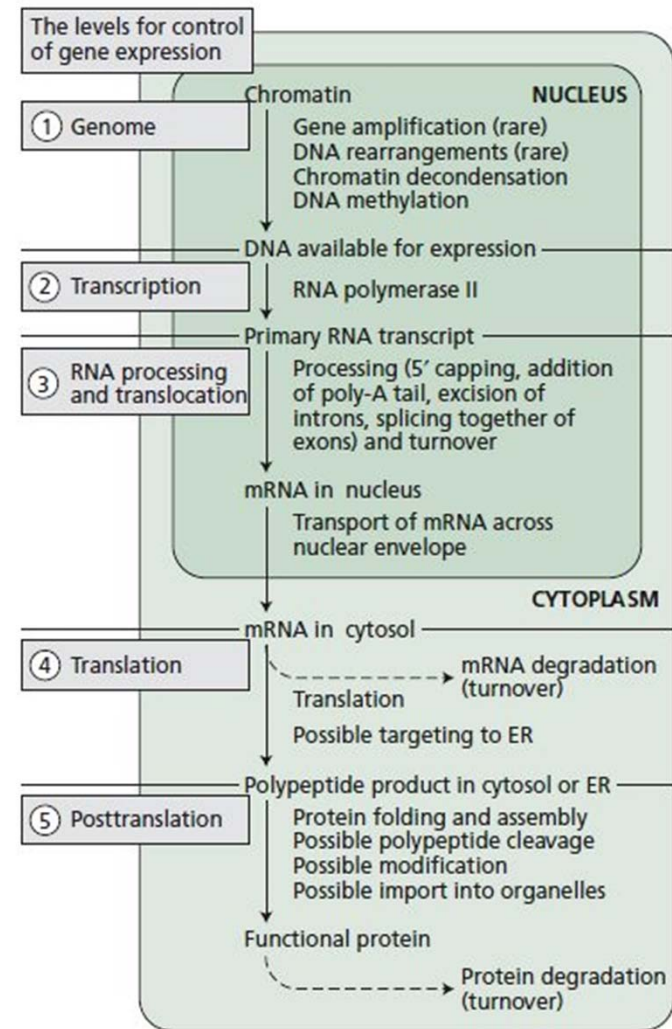 The levels for control
of gene expression
Chromatin
NUCLEUS
1 Genome
Gene amplification (rare)
DNA rearrangements (rare)
Chromatin decondensation
DNA methylation
DNA available for expression
2 Transcription
RNA polymerase II
Primary RNA transcript
3 RNA processing
and translocation
Processing (5′ capping, addition
of poly-A tail, excision of
introns, splicing together of
exons) and turnover
mRNA in nucleus
Transport of mRNA across
nuclear envelope
CYTOPLASM
mRNA in cytosol
4 Translation
mRNA degradation
(turnover)
Translation
Possible targeting to ER
Polypeptide product in cytosol or ER
5 Posttranslation
Protein folding and assembly
Possible polypeptide cleavage
Possible modification
Possible import into organelles
Functional protein
Protein degradation
(turnover)